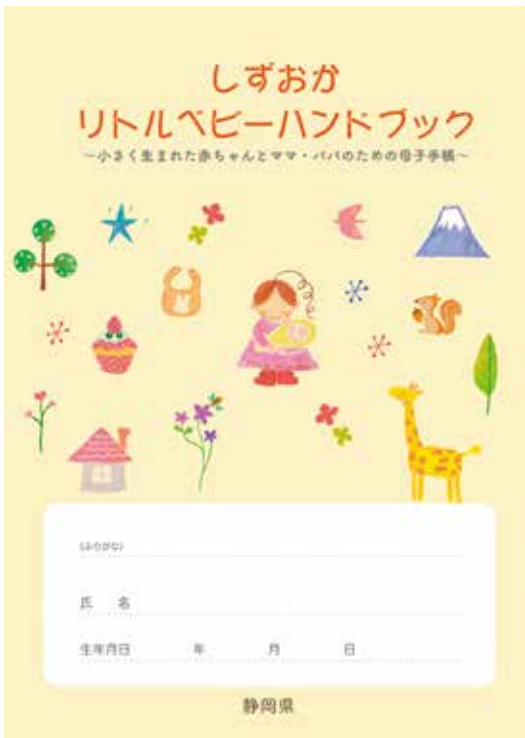 しずおか
リトルベビーハンドブック
～小さく生まれた赤ちゃんとママ・パパのための母子手帳～
(ふりがな)
氏　名
生年月日　年　月　日
静岡県